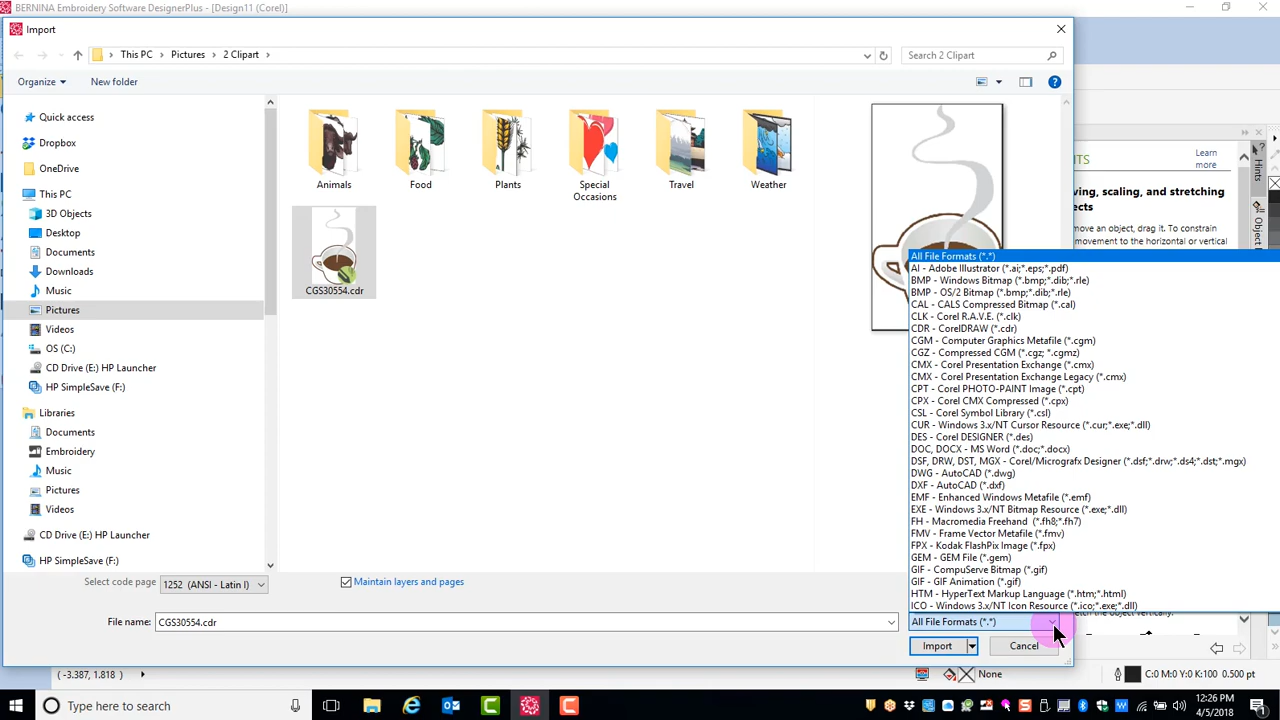 BERNINA Embroidery Software DesignerPlus - [Design11 (Corel)]
Import
This PC > Pictures > 2 Clipart >
Search 2 Clipart
Organize
New folder
Quick access
Dropbox
OneDrive
This PC
3D Objects
Desktop
Documents
Downloads
Music
Pictures
Videos
OS (C:)
CD Drive (E:) HP Launcher
HP SimpleSave (F:)
Libraries
Documents
Embroidery
Music
Pictures
Videos
CD Drive (E:) HP Launcher
HP SimpleSave (F:)
Animals
Food
Plants
Special Occasions
Travel
Weather
CGS30554.cdr
Learn
more
Hints
ving, scaling, and stretching
ects
move an object, drag it. To constrain
movement to the horizontal or vertical
All File Formats (*.*)
AI - Adobe Illustrator (*.ai;*.eps;*.pdf)
BMP - Windows Bitmap (*.bmp;*.dib;*.rle)
BMP - OS/2 Bitmap (*.bmp;*.dib;*.rle)
CAL - CALS Compressed Bitmap (*.cal)
CLK - Corel R.A.V.E. (*.clk)
CDR - CorelDRAW (*.cdr)
CGM - Computer Graphics Metafile (*.cgm)
CGZ - Compressed CGM (*.cgz; *.cgmz)
CMX - Corel Presentation Exchange (*.cmx)
CMX - Corel Presentation Exchange Legacy (*.cmx)
CPT - Corel PHOTO-PAINT Image (*.cpt)
CPX - Corel CMX Compressed (*.cpx)
CSL - Corel Symbol Library (*.csl)
CUR - Windows 3.x/NT Cursor Resource (*.cur;*.exe;*.dll)
DES - Corel DESIGNER (*.des)
DOC, DOCX - MS Word (*.doc;*.docx)
DSF, DRW, DST, MGX - Corel/Micrografx Designer (*.dsf;*.drw;*.ds4;*.dst;*.mgx)
DWG - AutoCAD (*.dwg)
DXF - AutoCAD (*.dxf)
EMF - Enhanced Windows Metafile (*.emf)
EXE - Windows 3.x/NT Bitmap Resource (*.exe;*.dll)
FH - Macromedia Freehand (*.fh8;*.fh7)
FMV - Frame Vector Metafile (*.fmv)
FPX - Kodak FlashPix Image (*.fpx)
GEM - GEM File (*.gem)
GIF - CompuServe Bitmap (*.gif)
GIF - GIF Animation (*.gif)
HTM - HyperText Markup Language (*.htm;*.html)
ICO - Windows 3.x/NT Icon Resource (*.ico;*.exe;*.dll)
Select code page
1252 (ANSI - Latin I)
Maintain layers and pages
File name:
CGS30554.cdr
All File Formats (*.*)
Import
Cancel
( -3.387, 1.818 )
None
C:0 M:0 Y:0 K:100 0.500 pt
Type here to search
12:26 PM
4/5/2018